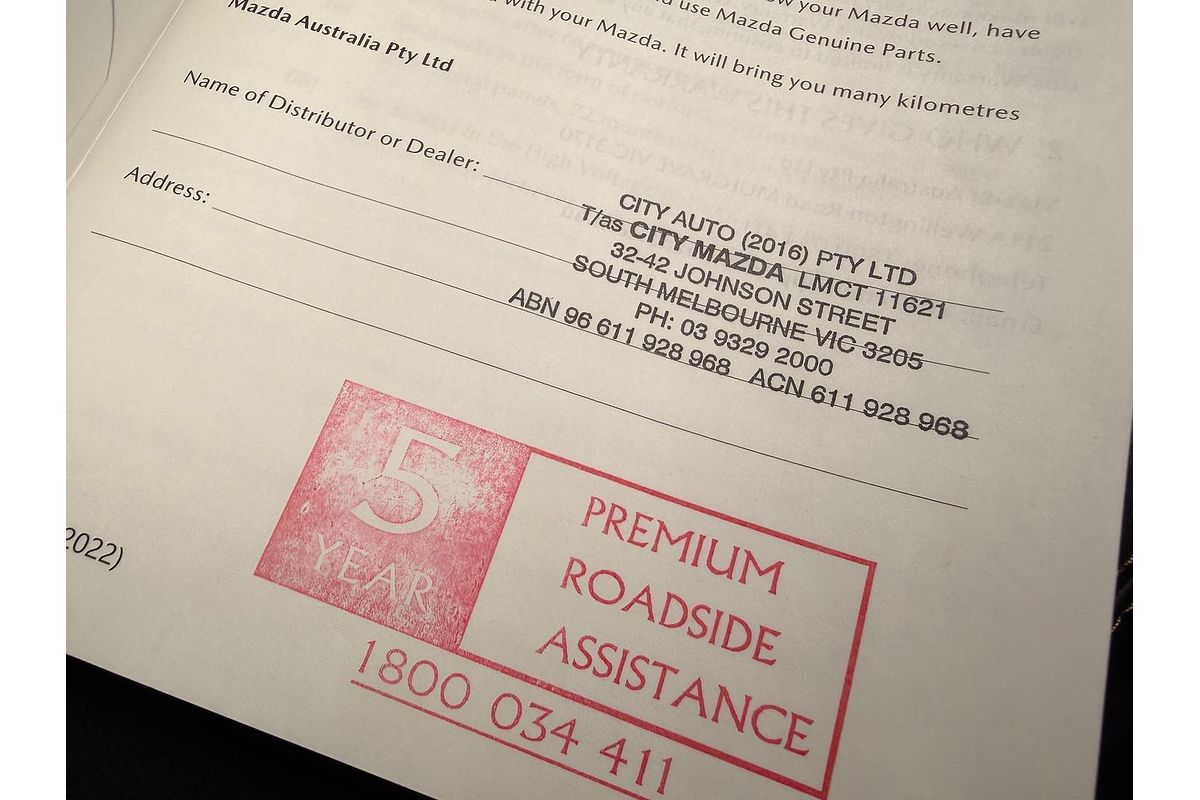 w your Mazda well, have
use Mazda Genuine Parts.
with your Mazda. It will bring you many kilometres
Mazda Australia Pty Ltd
Name of Distributor or Dealer:
CITY AUTO (2016) PTY LTD
T/as CITY MAZDA LMCT 11621
Address:
32-42 JOHNSON STREET
SOUTH MELBOURNE VIC 3205
PH: 03 9329 2000
ABN 96 611 928 968 ACN 611 928 968
5
YEAR
PREMIUM
ROADSIDE
ASSISTANCE
1800 034 411
2022)